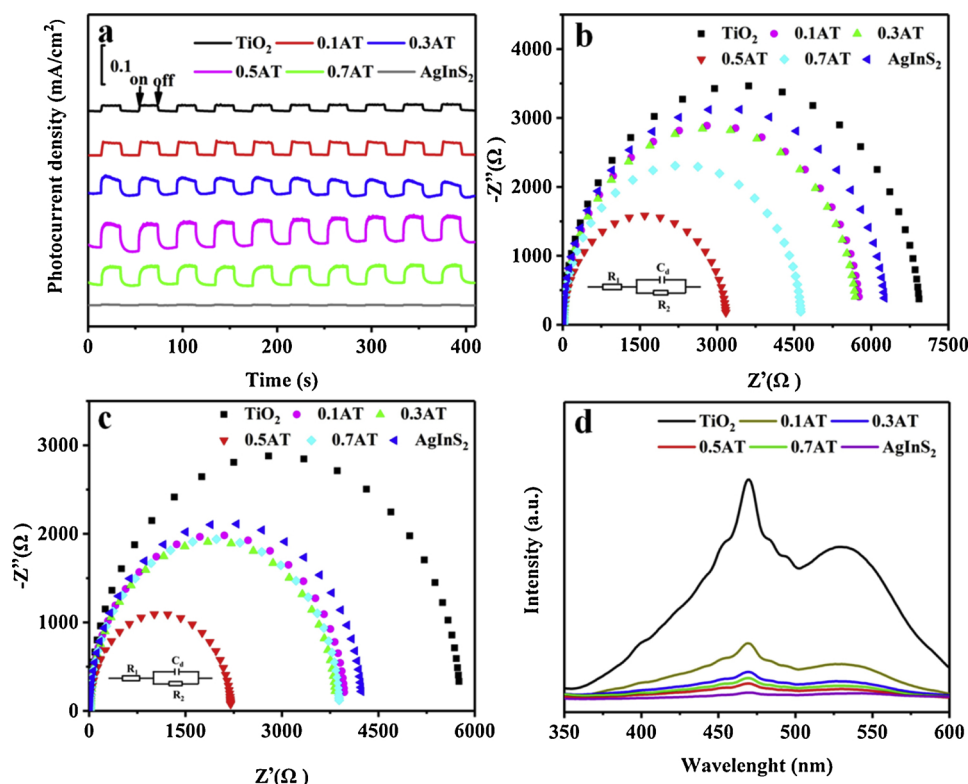 a
TiO2 0.1AT 0.3AT
0.5AT 0.7AT AgInS2
0.1
on off
Photocurrent density (mA/cm2)
0 100 200 300 400
Time (s)
b
TiO2 0.1AT 0.3AT
0.5AT 0.7AT AgInS2
-Z”(Ω)
4000
3000
2000
1000
0
R1 Cd
R2
0 1500 3000 4500 6000 7500
Z’(Ω )
c
TiO2 0.1AT 0.3AT
0.5AT 0.7AT AgInS2
-Z”(Ω)
3000
2000
1000
0
R1 Cd
R2
0 1500 3000 4500 6000
Z’(Ω )
d
TiO2 0.1AT 0.3AT
0.5AT 0.7AT AgInS2
Intensity (a.u.)
350 400 450 500 550 600
Wavelenght (nm)